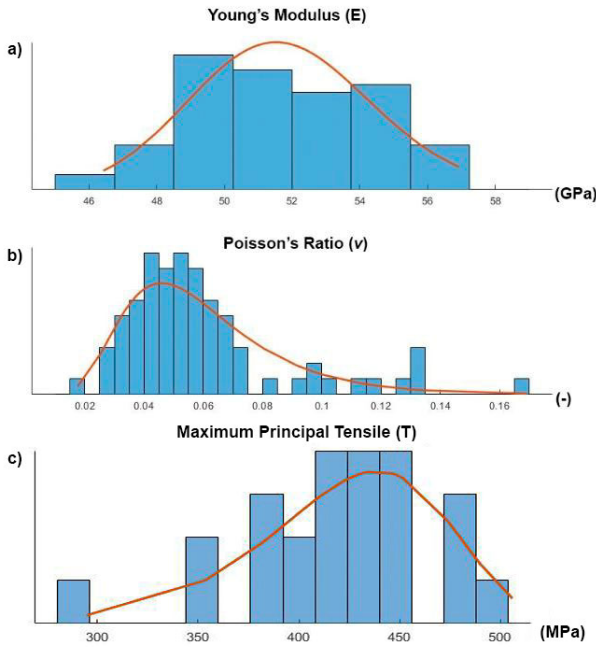 Young's Modulus (E)
a)
46 48 50 52 54 56 58
(GPa)
Poisson's Ratio (v)
b)
0.02 0.04 0.06 0.08 0.1 0.12 0.14 0.16
(-)
Maximum Principal Tensile (T)
c)
300 350 400 450 500
(MPa)